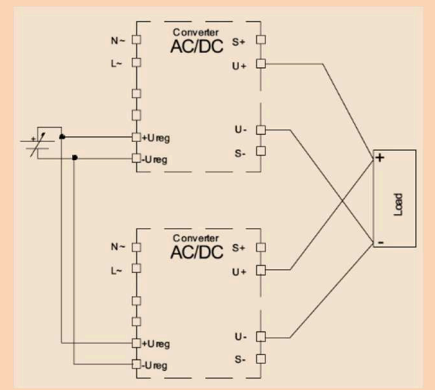 Converter
AC/DC
N~
S+
L~
U+
+Ureg
U-
-Ureg
S-
+
+
-
Load
Converter
AC/DC
N~
S+
L~
U+
+Ureg
U-
-Ureg
S-